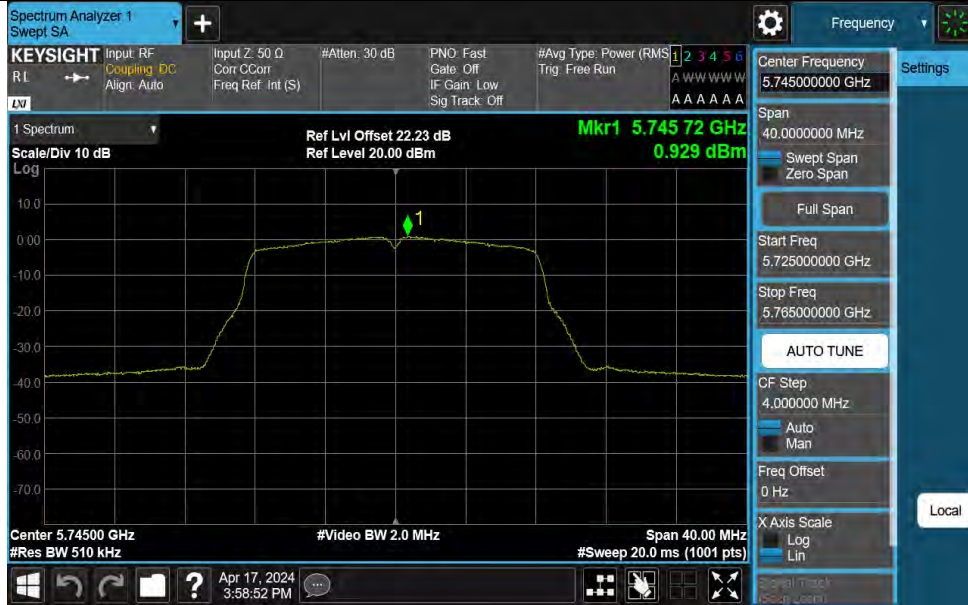 Spectrum Analyzer 1
Swept SA
+
Frequency
KEYSIGHT
RL
LXI
Input: RF
Coupling: DC
Align: Auto
Input Z: 50 Ω
Corr CCorr
Freq Ref: Int (S)
#Atten: 30 dB
PNO: Fast
Gate: Off
IF Gain: Low
Sig Track: Off
#Avg Type: Power (RMS
Trig: Free Run
1 2 3 4 5 6
A W W W W W
A A A A A A
1 Spectrum
Scale/Div 10 dB
Log
Ref Lvl Offset 22.23 dB
Ref Level 20.00 dBm
Mkr1 5.745 72 GHz
0.929 dBm
1
10.0
0.00
-10.0
-20.0
-30.0
-40.0
-50.0
-60.0
-70.0
Center 5.74500 GHz
#Video BW 2.0 MHz
Span 40.00 MHz
#Res BW 510 kHz
#Sweep 20.0 ms (1001 pts)
?
Apr 17, 2024
3:58:52 PM
Center Frequency
5.745000000 GHz
Settings
Span
40.0000000 MHz
Swept Span
Zero Span
Full Span
Start Freq
5.725000000 GHz
Stop Freq
5.765000000 GHz
AUTO TUNE
CF Step
4.000000 MHz
Auto
Man
Freq Offset
0 Hz
Local
X Axis Scale
Log
Lin
Signal Track
(Span Zoom)